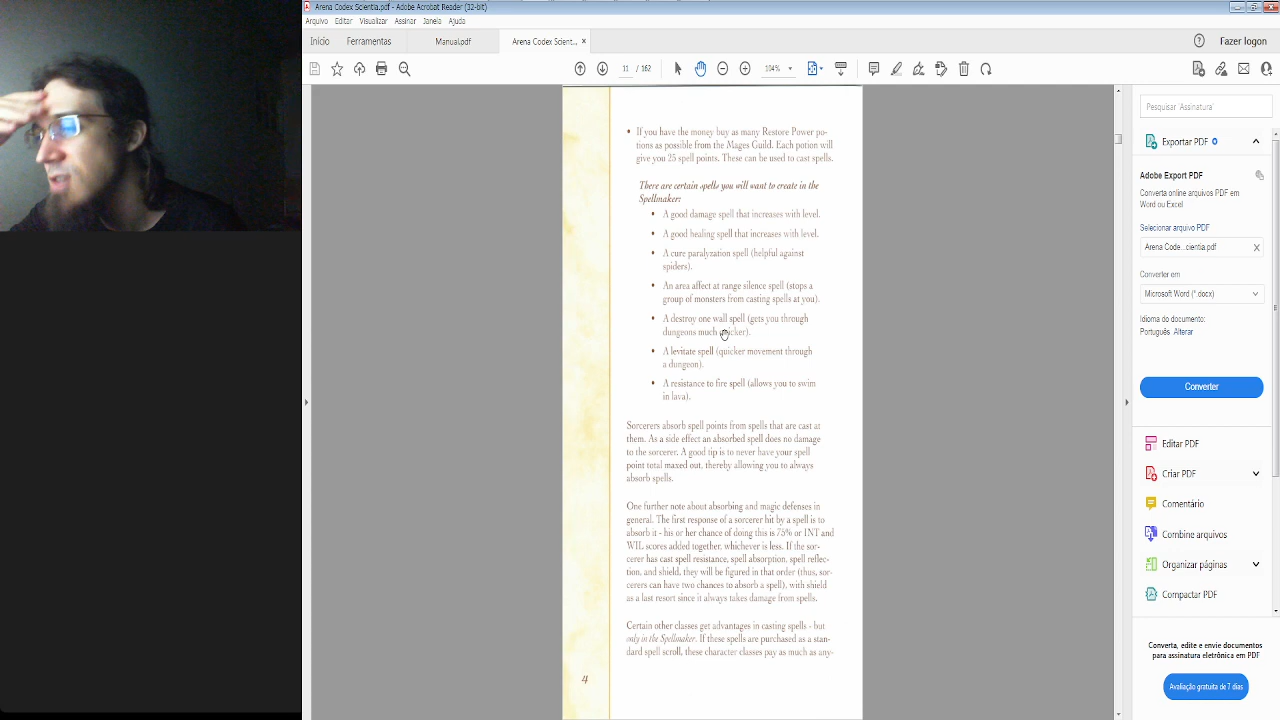 Arena Codex Scientia.pdf - Adobe Acrobat Reader (32-bit)
Arquivo Editar Visualizar Assinar Janela Ajuda
Início Ferramentas Manual.pdf Arena Codex Scient... × Fazer logon
11 / 162 104%
• If you have the money buy as many Restore Power po-
tions as possible from the Mages Guild. Each potion will
give you 25 spell points. These can be used to cast spells.
There are certain spells you will want to create in the
Spellmaker:
• A good damage spell that increases with level.
• A good healing spell that increases with level.
• A cure paralyzation spell (helpful against
spiders).
• An area affect at range silence spell (stops a
group of monsters from casting spells at you).
• A destroy one wall spell (gets you through
dungeons much quicker).
• A levitate spell (quicker movement through
a dungeon).
• A resistance to fire spell (allows you to swim
in lava).
Sorcerers absorb spell points from spells that are cast at
them. As a side effect an absorbed spell does no damage
to the sorcerer. A good tip is to never have your spell
point total maxed out, thereby allowing you to always
absorb spells.
One further note about absorbing and magic defenses in
general. The first response of a sorcerer hit by a spell is to
absorb it - his or her chance of doing this is 75% or INT and
WIL scores added together, whichever is less. If the sor-
cerer has cast spell resistance, spell absorption, spell reflec-
tion, and shield, they will be figured in that order (thus, sor-
cerers can have two chances to absorb a spell), with shield
as a last resort since it always takes damage from spells.
Certain other classes get advantages in casting spells - but
only in the Spellmaker. If these spells are purchased as a stan-
dard spell scroll, these character classes pay as much as any-
4
Pesquisar 'Assinatura'
Exportar PDF
Adobe Export PDF
Converta online arquivos PDF em
Word ou Excel
Selecionar arquivo PDF
Arena Code...cientia.pdf ×
Converter em
Microsoft Word (*.docx)
Idioma do documento:
Português Alterar
Converter
Editar PDF
Criar PDF
Comentário
Combinar arquivos
Organizar páginas
Compactar PDF
Converta, edite e envie documentos
para assinatura eletrônica em PDF
Avaliação gratuita de 7 dias